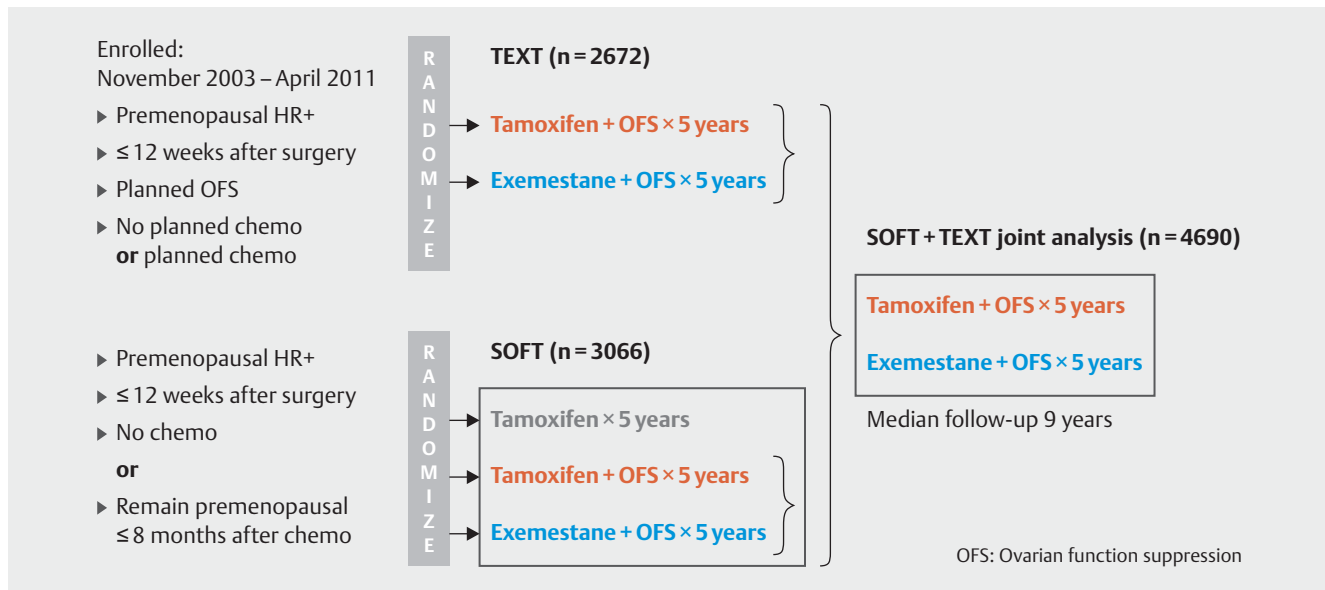 Enrolled:
November 2003 – April 2011
▸ Premenopausal HR+
▸ ≤ 12 weeks after surgery
▸ Planned OFS
▸ No planned chemo
or planned chemo
RANDOMIZE
TEXT (n = 2672)
Tamoxifen + OFS × 5 years
Exemestane + OFS × 5 years
▸ Premenopausal HR+
▸ ≤ 12 weeks after surgery
▸ No chemo
or
▸ Remain premenopausal
≤ 8 months after chemo
RANDOMIZE
SOFT (n = 3066)
Tamoxifen × 5 years
Tamoxifen + OFS × 5 years
Exemestane + OFS × 5 years
SOFT + TEXT joint analysis (n = 4690)
Tamoxifen + OFS × 5 years
Exemestane + OFS × 5 years
Median follow-up 9 years
OFS: Ovarian function suppression